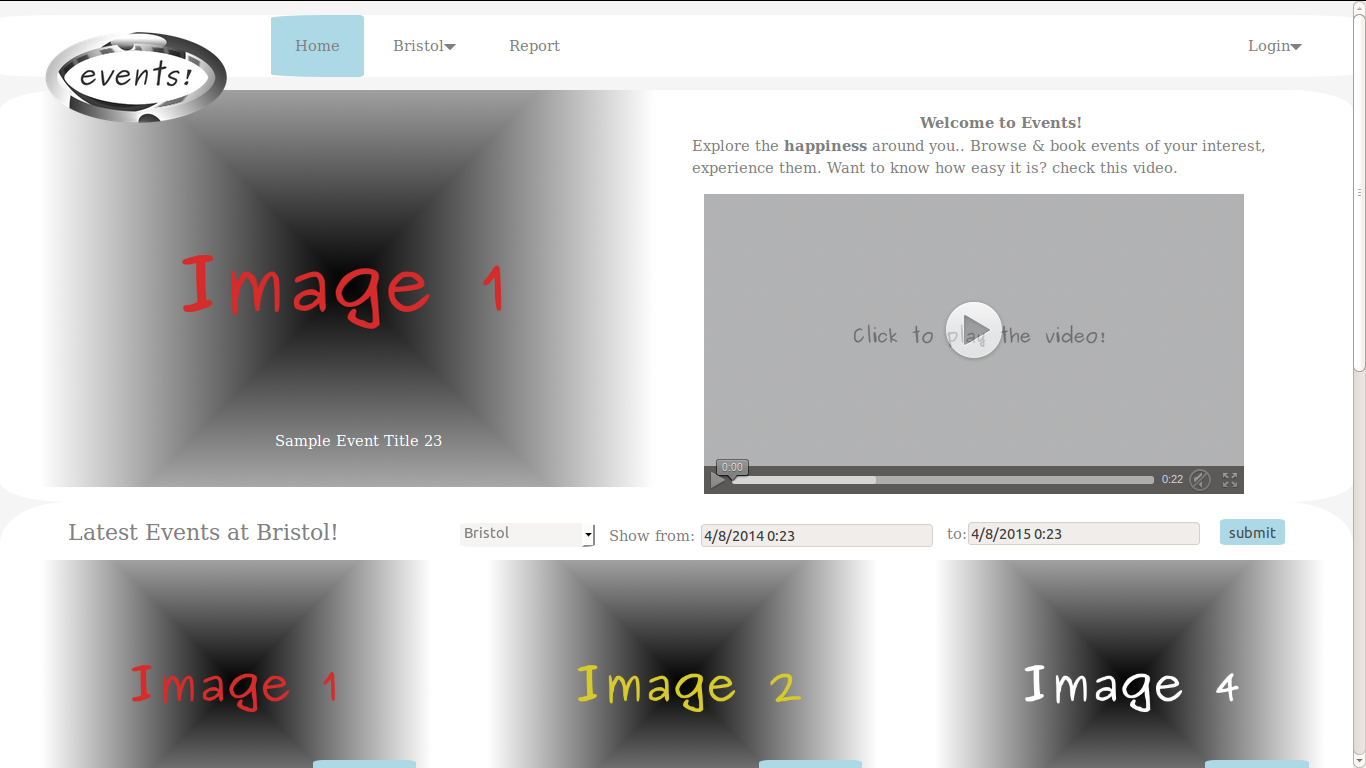 events!
Home Bristol Report Login
Image 1
Sample Event Title 23
Welcome to Events!
Explore the happiness around you.. Browse & book events of your interest,
experience them. Want to know how easy it is? check this video.
Click to play the video!
0:00
0:22
Latest Events at Bristol!
Bristol Show from: 4/8/2014 0:23 to: 4/8/2015 0:23 submit
Image 1 Image 2 Image 4